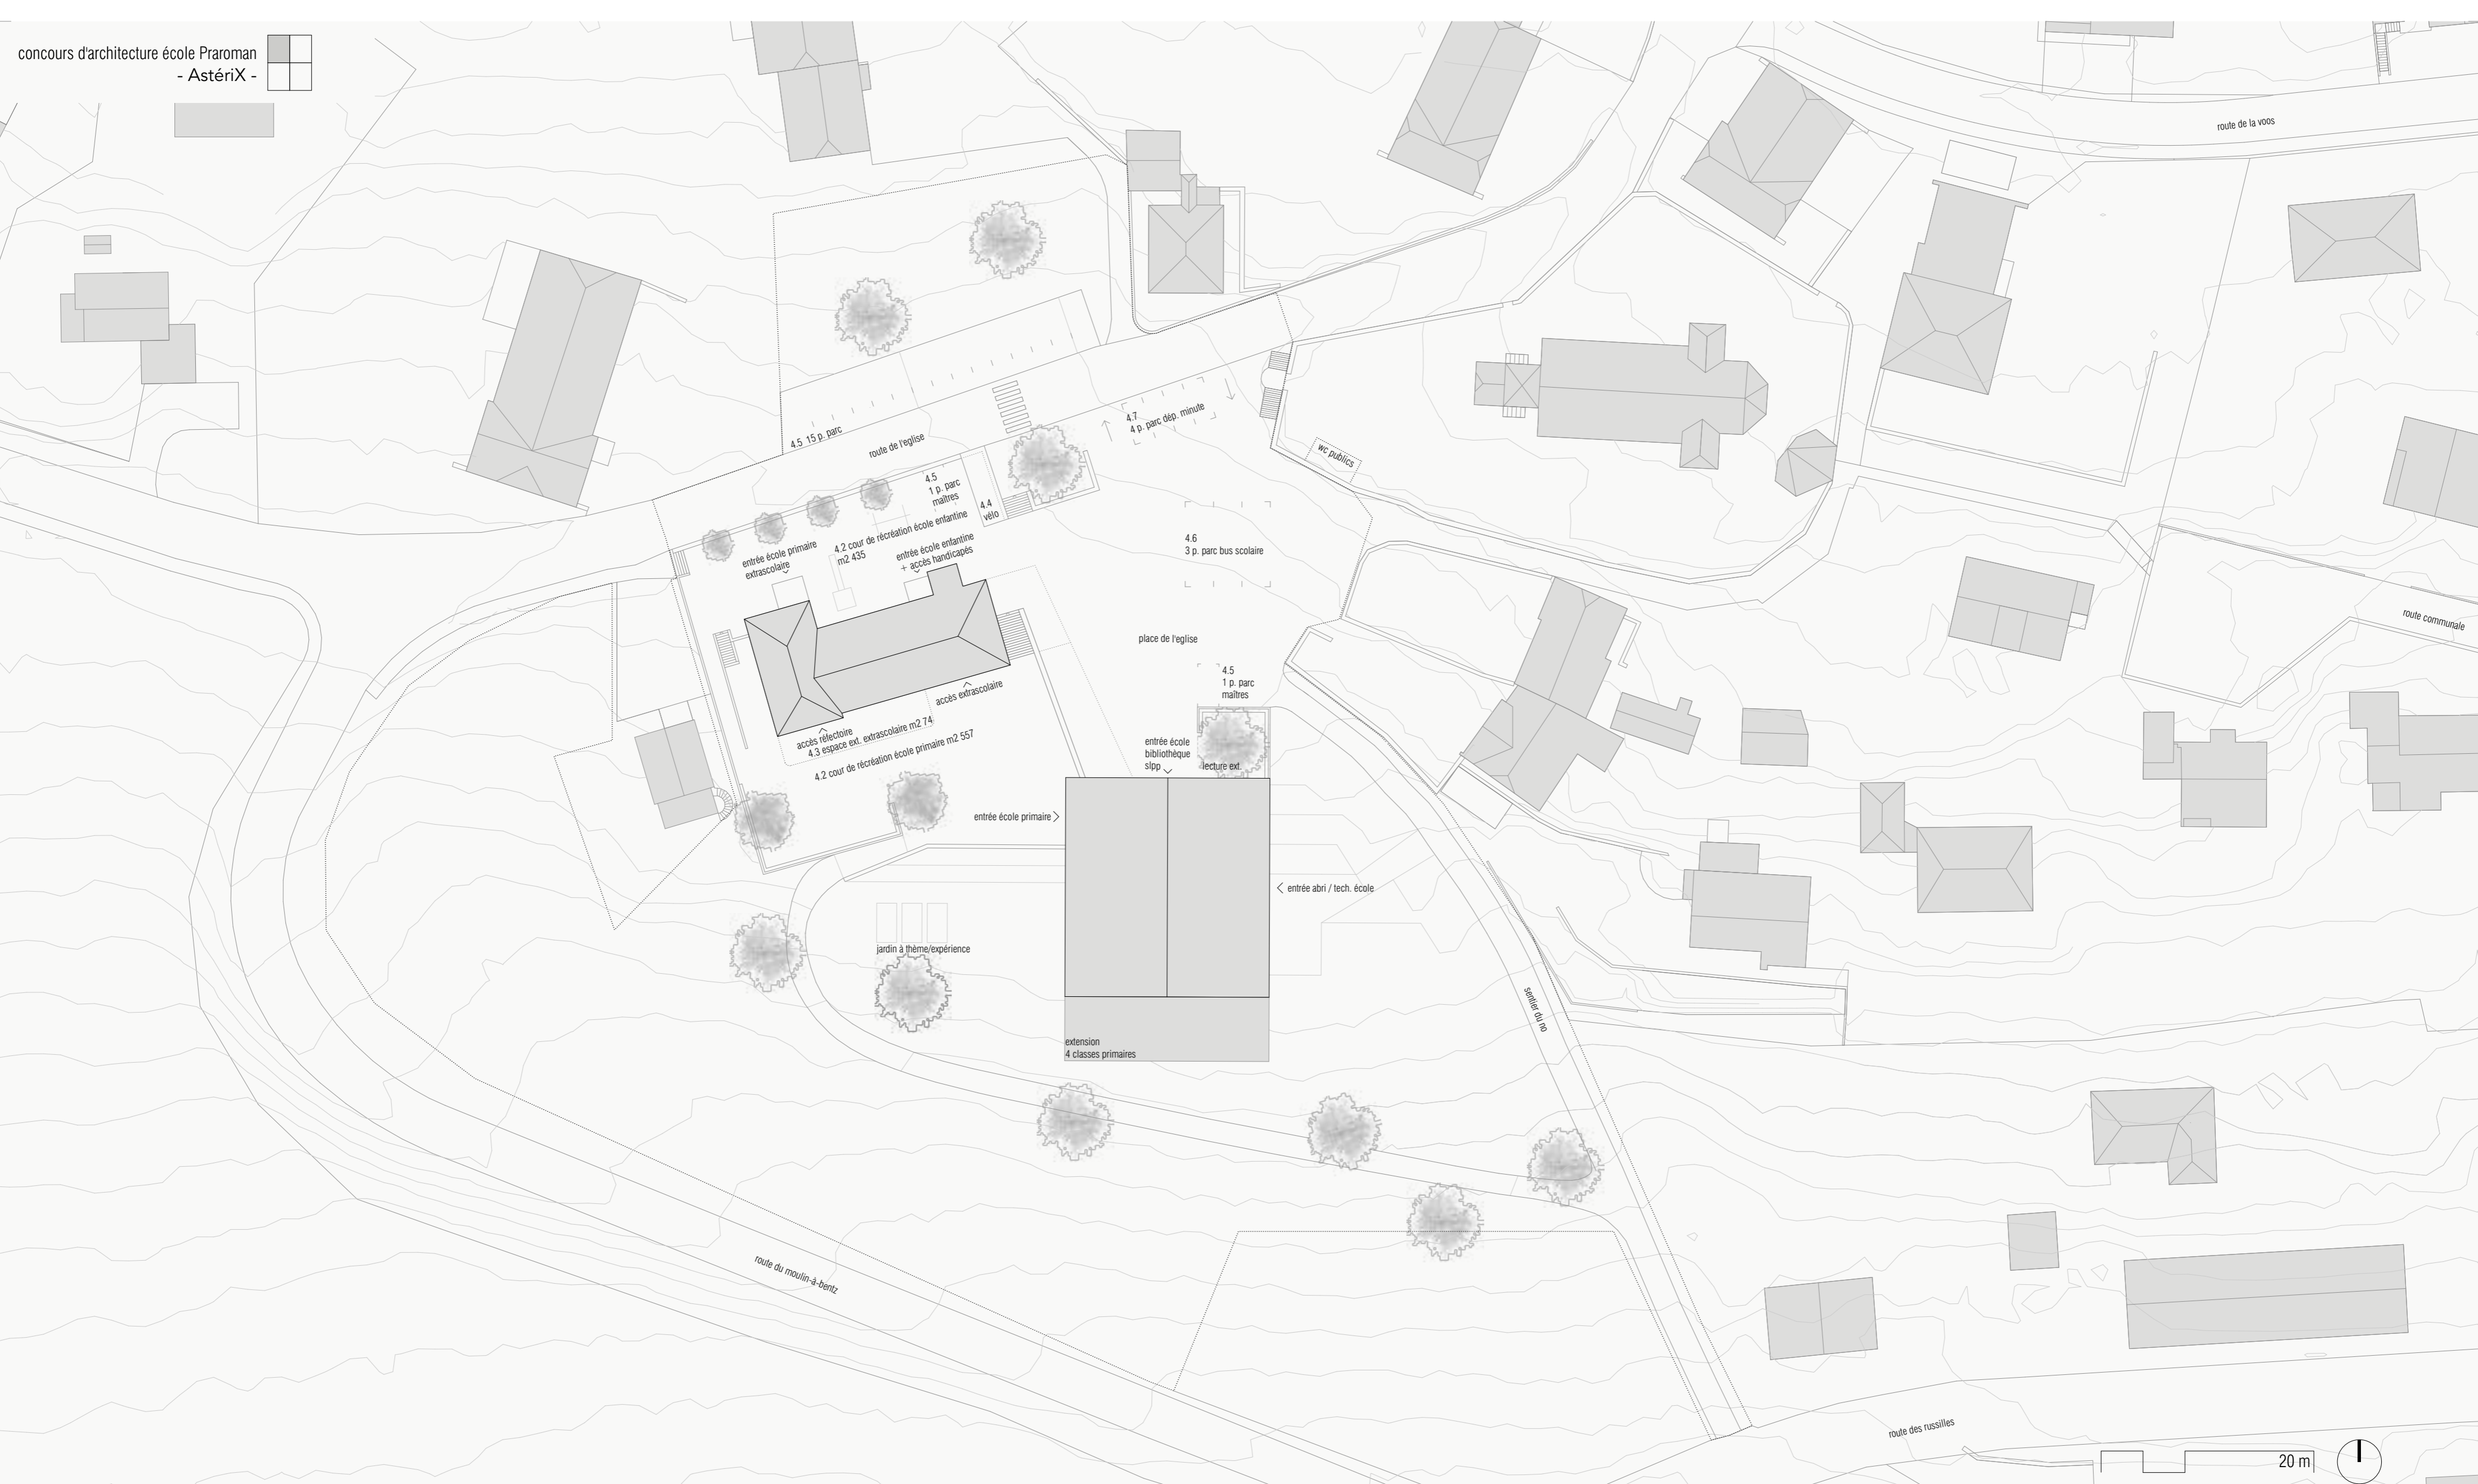 concours d'architecture école Praroman
- AstériX -
route de la voos
4.7
4 p. parc dép. minute
4.5 15 p. parc
route de l'eglise
wc publics
4.5
1 p. parc
maîtres
4.4
vélo
4.2 cour de récréation école enfantine
m2 435
entrée école primaire
extrascolaire
entrée école enfantine
+ accès handicapés
4.6
3 p. parc bus scolaire
route communale
place de l'eglise
4.5
1 p. parc
maîtres
accès extrascolaire
accès réfectoire
4.3 espace ext. extrascolaire m2 74
4.2 cour de récréation école primaire m2 557
entrée école
bibliothèque
slpp
lecture ext.
entrée école primaire
entrée abri / tech. école
jardin à thème/expérience
sentier du no
extension
4 classes primaires
route du moulin-à-bentz
route des russilles
20 m